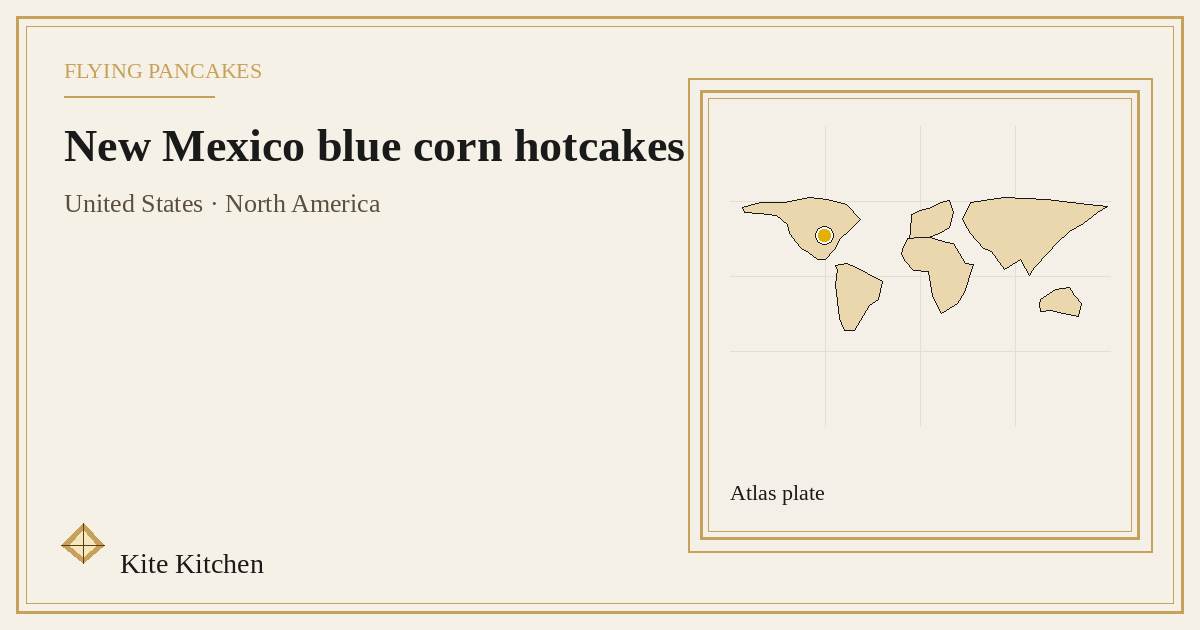 FLYING PANCAKES
New Mexico blue corn hotcakes
United States · North America
Atlas plate
Kite Kitchen